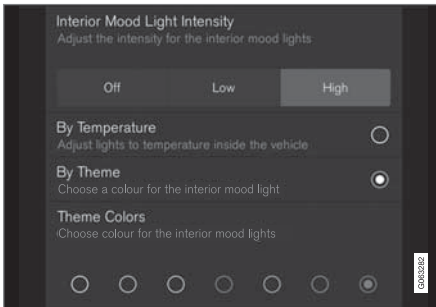 Interior Mood Light Intensity
Adjust the intensity for the interior mood lights
Off Low High
By Temperature
Adjust lights to temperature inside the vehicle
By Theme
Choose a colour for the interior mood light
Theme Colors
Choose colour for the interior mood lights
G063282